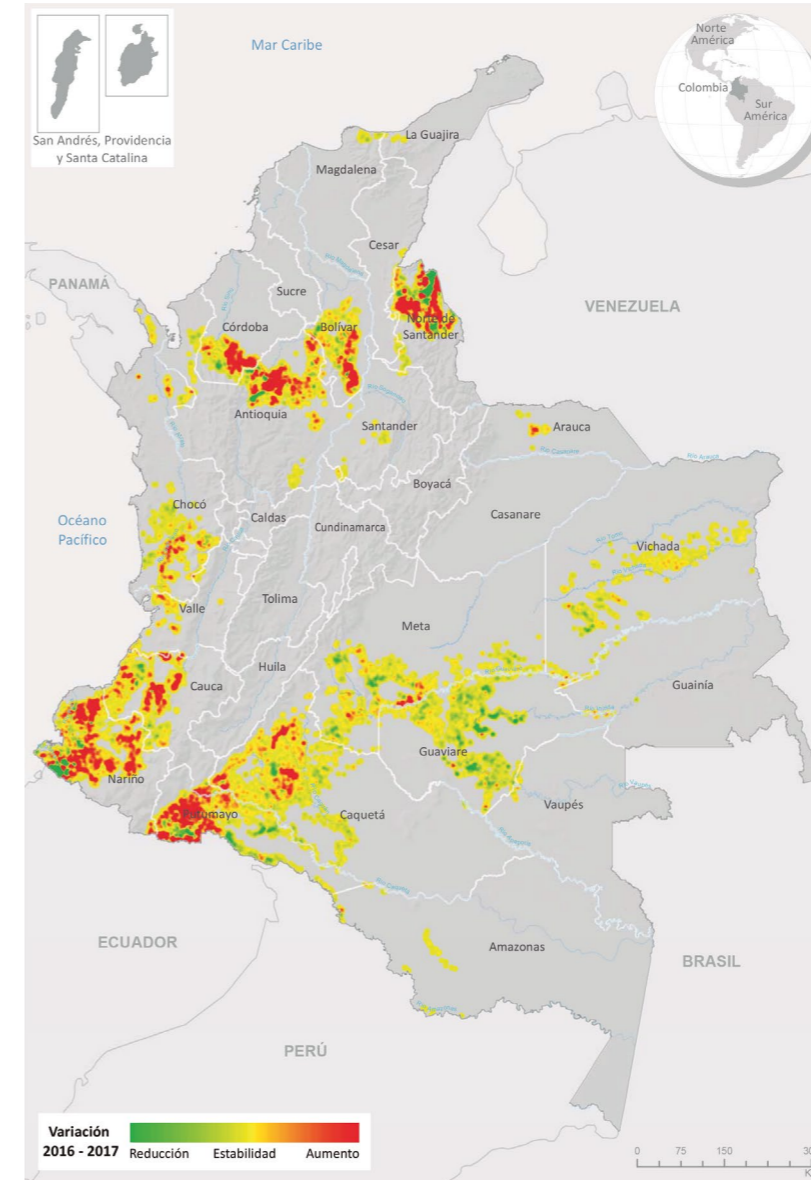 Mar Caribe
Norte
América
Colombia
Sur
América
San Andrés, Providencia
y Santa Catalina
La Guajira
Magdalena
Cesar
PANAMÁ
Sucre
VENEZUELA
Córdoba
Bolívar
Norte de
Santander
Antioquia
Santander
Arauca
Río Arauca
Boyacá
Chocó
Casanare
Océano
Pacífico
Caldas
Cundinamarca
Vichada
Tolima
Valle
Meta
Huila
Cauca
Guainía
Guaviare
Nariño
Putumayo
Caquetá
Vaupés
ECUADOR
Amazonas
BRASIL
PERÚ
Variación
2016 - 2017
Reducción Estabilidad Aumento
0 75 150